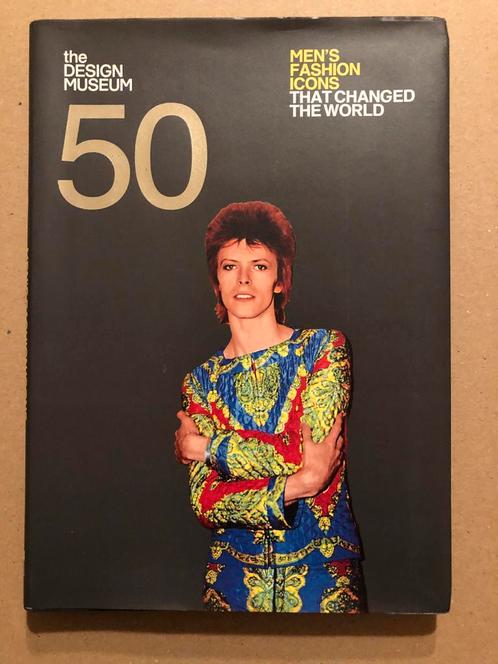 the
DESIGN
MUSEUM
50
MEN'S
FASHION
ICONS
THAT CHANGED
THE WORLD